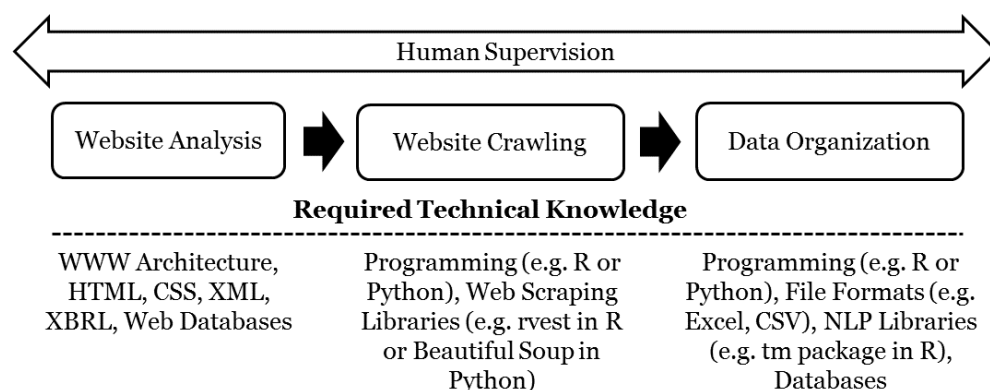 Human Supervision
Website Analysis
Website Crawling
Data Organization
Required Technical Knowledge
WWW Architecture,
HTML, CSS, XML,
XBRL, Web Databases
Programming (e.g. R or
Python), Web Scraping
Libraries (e.g. rvest in R
or Beautiful Soup in
Python)
Programming (e.g. R or
Python), File Formats (e.g.
Excel, CSV), NLP Libraries
(e.g. tm package in R),
Databases